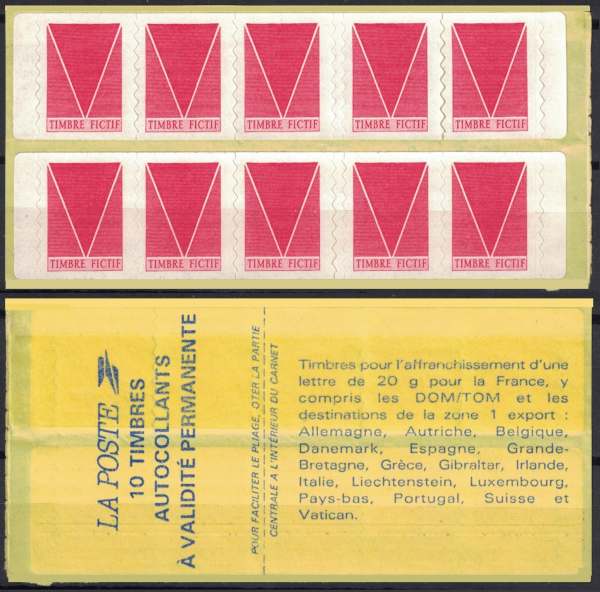 TIMBRE FICTIF TIMBRE FICTIF TIMBRE FICTIF TIMBRE FICTIF TIMBRE FICTIF
TIMBRE FICTIF TIMBRE FICTIF TIMBRE FICTIF TIMBRE FICTIF TIMBRE FICTIF
LA POSTE
10 TIMBRES
AUTOCOLLANTS
À VALIDITÉ PERMANENTE
POUR FACILITER LE PLIAGE, OTER LA PARTIE
CENTRALE A L'INTÉRIEUR DU CARNET
Timbres pour l'affranchissement d'une
lettre de 20 g pour la France, y
compris les DOM/TOM et les
destinations de la zone 1 export :
Allemagne, Autriche, Belgique,
Danemark, Espagne, Grande-
Bretagne, Grèce, Gibraltar, Irlande,
Italie, Liechtenstein, Luxembourg,
Pays-bas, Portugal, Suisse et
Vatican.